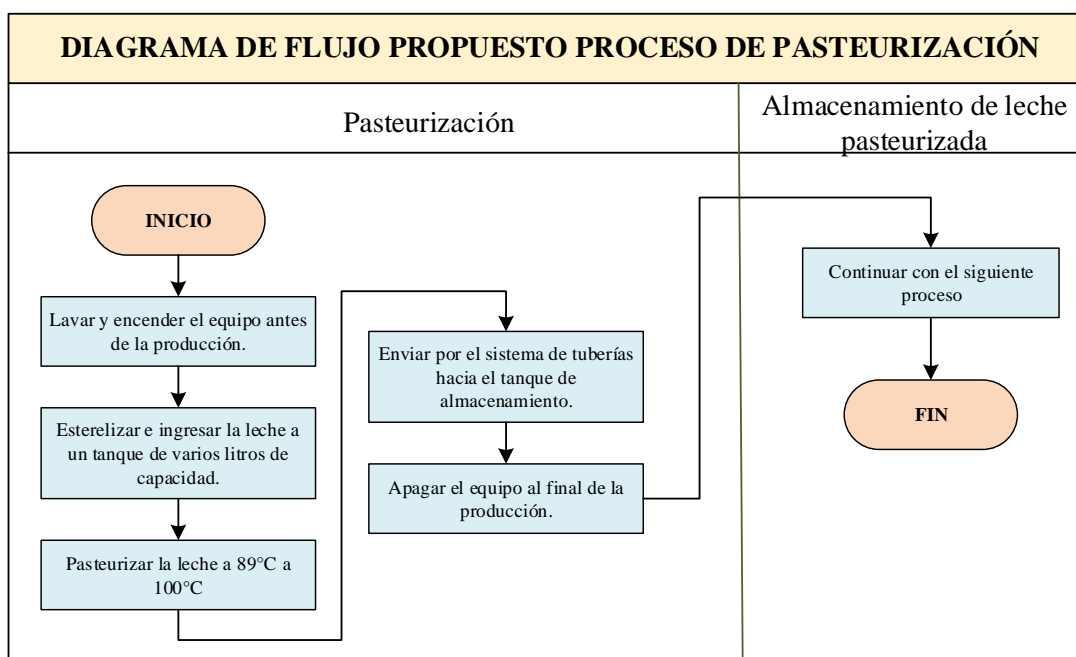 DIAGRAMA DE FLUJO PROPUESTO PROCESO DE PASTEURIZACIÓN
Pasteurización
Almacenamiento de leche
pasteurizada
INICIO
Lavar y encender el equipo antes
de la producción.
Esterelizar e ingresar la leche a
un tanque de varios litros de
capacidad.
Pasteurizar la leche a 89°C a
100°C
Enviar por el sistema de tuberías
hacia el tanque de
almacenamiento.
Apagar el equipo al final de la
producción.
Continuar con el siguiente
proceso
FIN